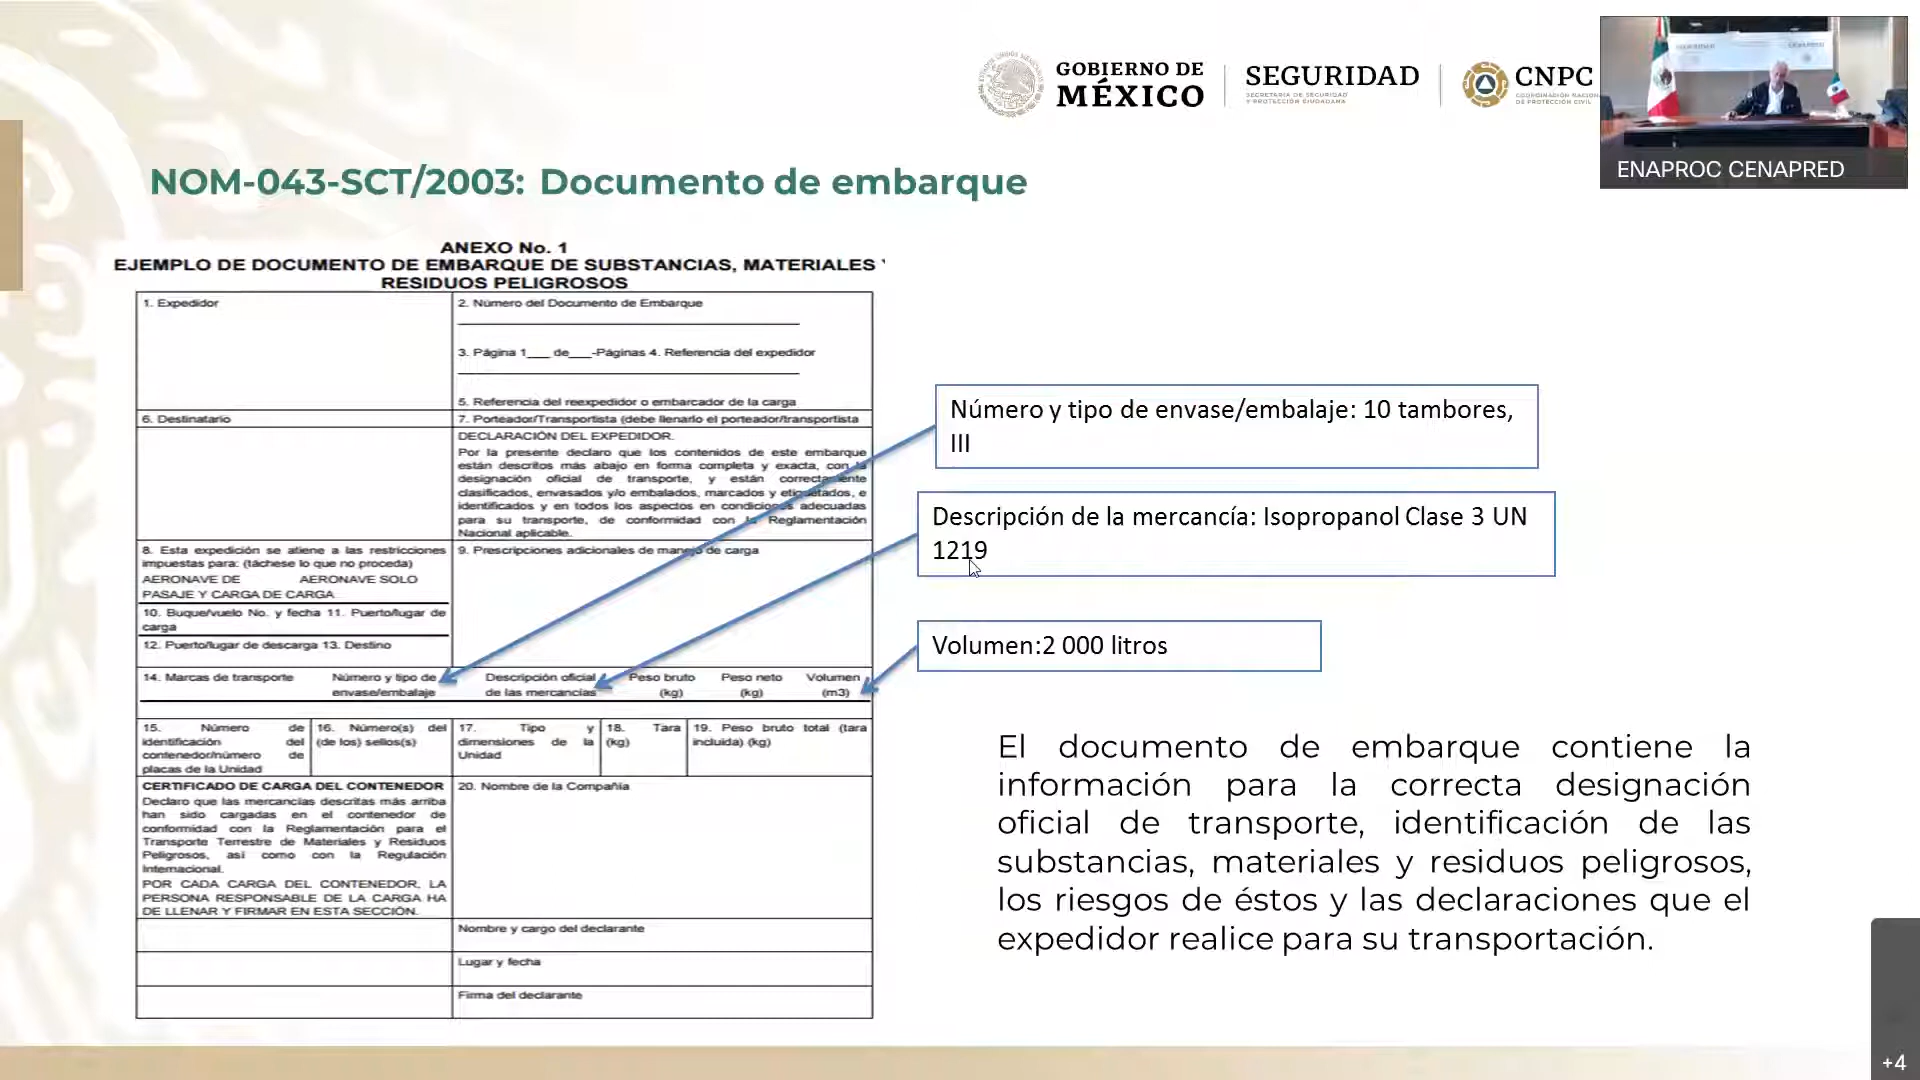 GOBIERNO DE
MÉXICO
SEGURIDAD
SECRETARÍA DE SEGURIDAD
Y PROTECCIÓN CIUDADANA
CNPC
COORDINACIÓN NACION
DE PROTECCIÓN CIVIL
ENAPROC CENAPRED
NOM-043-SCT/2003: Documento de embarque
ANEXO No. 1
EJEMPLO DE DOCUMENTO DE EMBARQUE DE SUBSTANCIAS, MATERIALES
RESIDUOS PELIGROSOS
1. Expedidor
2. Número del Documento de Embarque
3. Página 1___ de___-Páginas 4. Referencia del expedidor
5. Referencia del reexpedidor o embarcador de la carga
6. Destinatario
7. Porteador/Transportista (debe llenarlo el porteador/transportista
DECLARACIÓN DEL EXPEDIDOR.
Por la presente declaro que los contenidos de este embarque
están descritos más abajo en forma completa y exacta, con la
designación oficial de transporte, y están correctamente
clasificados, envasados y/o embalados, marcados y etiquetados, e
identificados y en todos los aspectos en condiciones adecuadas
para su transporte, de conformidad con la Reglamentación
Nacional aplicable.
8. Esta expedición se atiene a las restricciones
impuestas para: (táchese lo que no proceda)
AERONAVE DE AERONAVE SOLO
PASAJE Y CARGA DE CARGA
9. Prescripciones adicionales de manejo de carga
10. Buque/vuelo No. y fecha 11. Puerto/lugar de
carga
12. Puerto/lugar de descarga 13. Destino
14. Marcas de transporte
Número y tipo de
envase/embalaje
Descripción oficial
de las mercancías
Peso bruto
(kg)
Peso neto
(kg)
Volumen
(m3)
15. Número de
identificación del
contenedor/número de
placas de la Unidad
16. Número(s) del
(de los) sellos(s)
17. Tipo y
dimensiones de la
Unidad
18. Tara
(kg)
19. Peso bruto total (tara
incluida) (kg)
CERTIFICADO DE CARGA DEL CONTENEDOR
Declaro que las mercancías descritas más arriba
han sido cargadas en el contenedor de
conformidad con la Reglamentación para el
Transporte Terrestre de Materiales y Residuos
Peligrosos, así como con la Regulación
Internacional.
POR CADA CARGA DEL CONTENEDOR, LA
PERSONA RESPONSABLE DE LA CARGA HA
DE LLENAR Y FIRMAR EN ESTA SECCIÓN.
20. Nombre de la Compañía
Nombre y cargo del declarante
Lugar y fecha
Firma del declarante
Número y tipo de envase/embalaje: 10 tambores,
III
Descripción de la mercancía: Isopropanol Clase 3 UN
1219
Volumen:2 000 litros
El documento de embarque contiene la
información para la correcta designación
oficial de transporte, identificación de las
substancias, materiales y residuos peligrosos,
los riesgos de éstos y las declaraciones que el
expedidor realice para su transportación.
+4